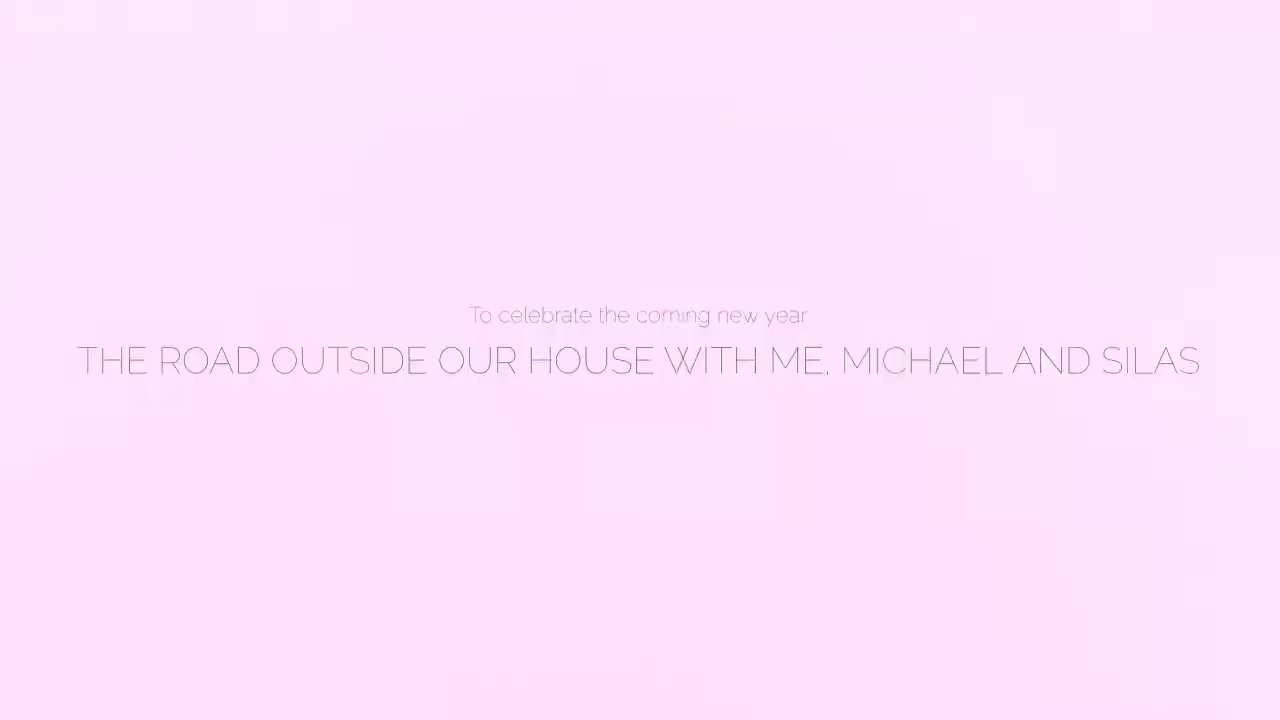 To celebrate the coming new year
THE ROAD OUTSIDE OUR HOUSE WITH ME, MICHAEL AND SILAS